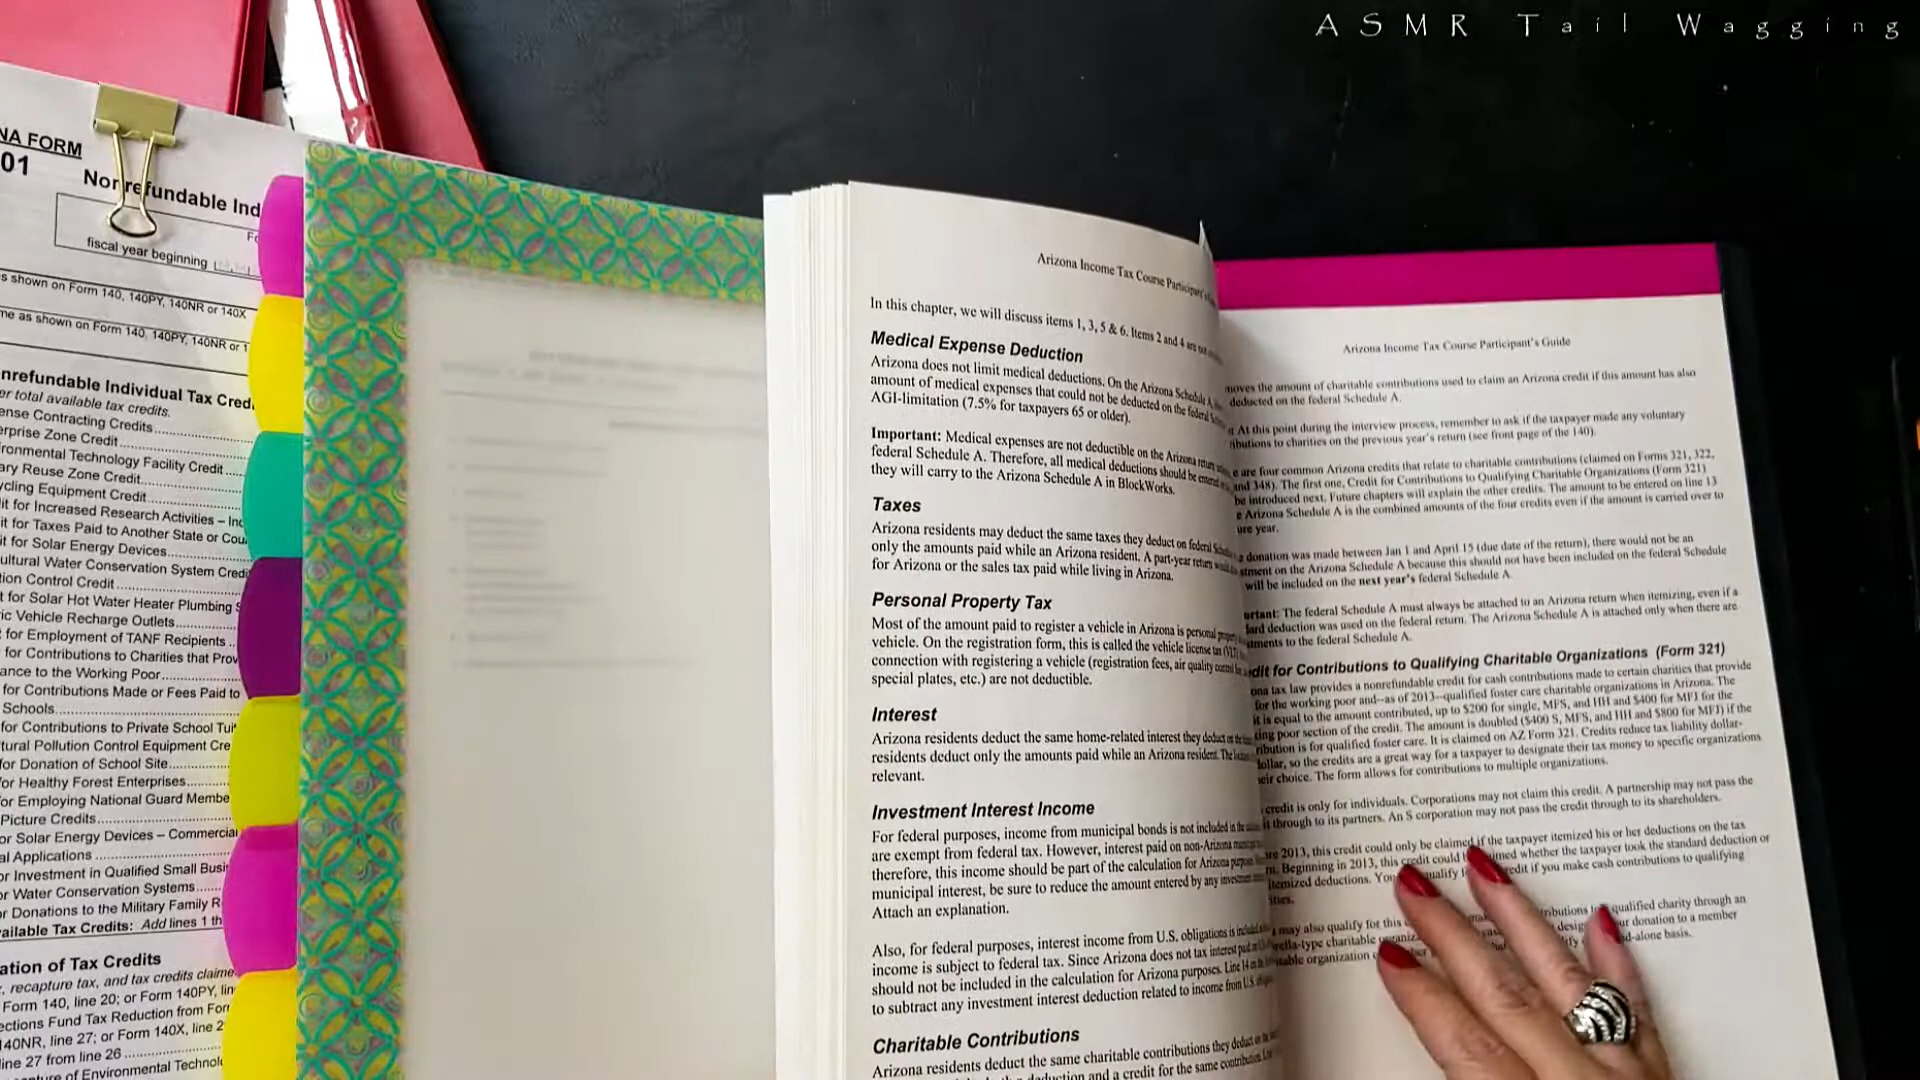 ASMR Tail Wagging
NA FORM
01
Nonrefundable Ind
fiscal year beginning
s shown on Form 140, 140PY, 140NR or 140X
me as shown on Form 140, 140PY, 140NR or 1
nrefundable Individual Tax Cred
er total available tax credits.
ense Contracting Credits
erprise Zone Credit
ironmental Technology Facility Credit
ary Reuse Zone Credit
ycling Equipment Credit
it for Increased Research Activities – Inc
it for Taxes Paid to Another State or Cou
it for Solar Energy Devices
ultural Water Conservation System Credi
tion Control Credit
t for Solar Hot Water Heater Plumbing S
ric Vehicle Recharge Outlets
t for Employment of TANF Recipients
for Contributions to Charities that Prov
ance to the Working Poor
for Contributions Made or Fees Paid to
Schools
for Contributions to Private School Tuit
tural Pollution Control Equipment Cre
for Donation of School Site
or Healthy Forest Enterprises
or Employing National Guard Membe
Picture Credits
or Solar Energy Devices – Commercial
al Applications
or Investment in Qualified Small Busi
or Water Conservation Systems
or Donations to the Military Family R
ailable Tax Credits: Add lines 1 th
ation of Tax Credits
, recapture tax, and tax credits claime
Form 140, line 20; or Form 140PY, lin
ections Fund Tax Reduction from For
140NR, line 27; or Form 140X, line 2
line 27 from line 26
apture of Environmental Technol
Arizona Income Tax Course Participant's
In this chapter, we will discuss items 1, 3, 5 & 6. Items 2 and 4 are not
Medical Expense Deduction
Arizona does not limit medical deductions. On the Arizona Schedule A,
amount of medical expenses that could not be deducted on the federal
AGI-limitation (7.5% for taxpayers 65 or older).
Important: Medical expenses are not deductible on the Arizona return
federal Schedule A. Therefore, all medical deductions should be entered
they will carry to the Arizona Schedule A in BlockWorks.
Taxes
Arizona residents may deduct the same taxes they deduct on federal
only the amounts paid while an Arizona resident. A part-year return
for Arizona or the sales tax paid while living in Arizona.
Personal Property Tax
Most of the amount paid to register a vehicle in Arizona is personal
vehicle. On the registration form, this is called the vehicle license tax
connection with registering a vehicle (registration fees, air quality control
special plates, etc.) are not deductible.
Interest
Arizona residents deduct the same home-related interest they deduct on
residents deduct only the amounts paid while an Arizona resident. The
relevant.
Investment Interest Income
For federal purposes, income from municipal bonds is not included in the
are exempt from federal tax. However, interest paid on non-Arizona
therefore, this income should be part of the calculation for Arizona
municipal interest, be sure to reduce the amount entered by any
Attach an explanation.
Also, for federal purposes, interest income from U.S. obligations is
income is subject to federal tax. Since Arizona does not tax interest paid
should not be included in the calculation for Arizona purposes. Line 14
to subtract any investment interest deduction related to income from U.S.
Charitable Contributions
Arizona residents deduct the same charitable contributions they deduct
deduction and a credit for the same contribution.
Arizona Income Tax Course Participant's Guide
moves the amount of charitable contributions used to claim an Arizona credit if this amount has also
deducted on the federal Schedule A.
At this point during the interview process, remember to ask if the taxpayer made any voluntary
ributions to charities on the previous year's return (see front page of the 140).
e are four common Arizona credits that relate to charitable contributions (claimed on Forms 321, 322,
and 348). The first one, Credit for Contributions to Qualifying Charitable Organizations (Form 321)
be introduced next. Future chapters will explain the other credits. The amount to be entered on line 13
e Arizona Schedule A is the combined amounts of the four credits even if the amount is carried over to
ure year.
donation was made between Jan 1 and April 15 (due date of the return), there would not be an
stment on the Arizona Schedule A because this should not have been included on the federal Schedule
will be included on the next year's federal Schedule A.
rtant: The federal Schedule A must always be attached to an Arizona return when itemizing, even if a
ard deduction was used on the federal return. The Arizona Schedule A is attached only when there are
stments to the federal Schedule A.
dit for Contributions to Qualifying Charitable Organizations (Form 321)
ona tax law provides a nonrefundable credit for cash contributions made to certain charities that provide
for the working poor and--as of 2013--qualified foster care charitable organizations in Arizona. The
it is equal to the amount contributed, up to $200 for single, MFS, and HH and $400 for MFJ for the
ing poor section of the credit. The amount is doubled ($400 S, MFS, and HH and $800 for MFJ) if the
ribution is for qualified foster care. It is claimed on AZ Form 321. Credits reduce tax liability dollar-
dollar, so the credits are a great way for a taxpayer to designate their tax money to specific organizations
eir choice. The form allows for contributions to multiple organizations.
credit is only for individuals. Corporations may not claim this credit. A partnership may not pass the
it through to its partners. An S corporation may not pass the credit through to its shareholders.
re 2013, this credit could only be claimed if the taxpayer itemized his or her deductions on the tax
rn. Beginning in 2013, this credit could claimed whether the taxpayer took the standard deduction or
itemized deductions. You qualify edit if you make cash contributions to qualifying
ities.
may also qualify for this qualified charity through an
rella-type charitable organiz our donation to a member
itable organization d-alone basis.